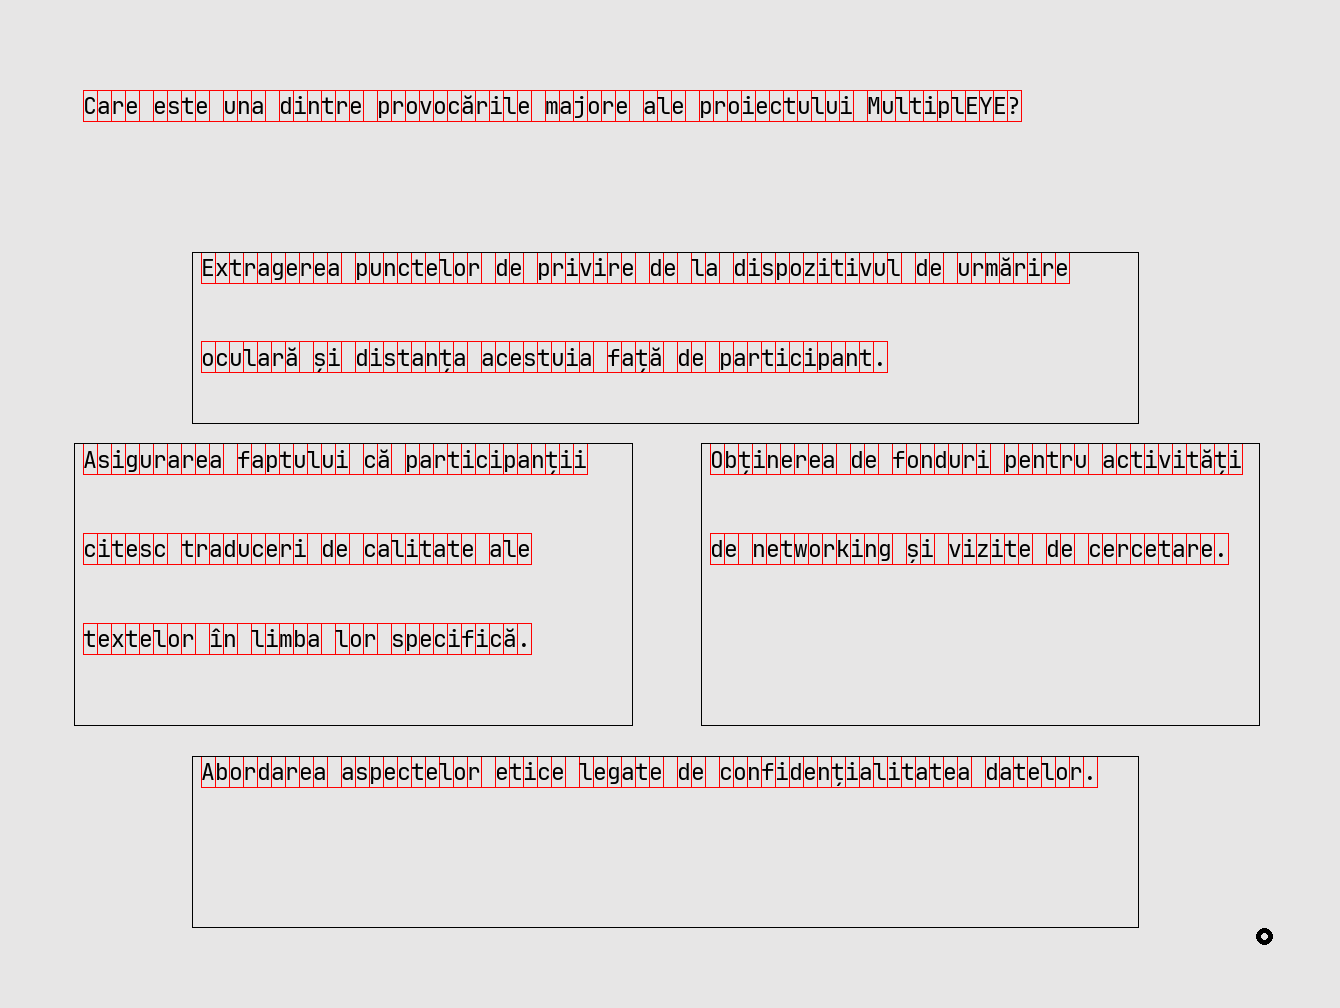 Care este una dintre provocările majore ale proiectului MultiplEYE?
Extragerea punctelor de privire de la dispozitivul de urmărire
oculară și distanța acestuia față de participant.
Asigurarea faptului că participanții
citesc traduceri de calitate ale
textelor în limba lor specifică.
Obținerea de fonduri pentru activități
de networking și vizite de cercetare.
Abordarea aspectelor etice legate de confidențialitatea datelor.